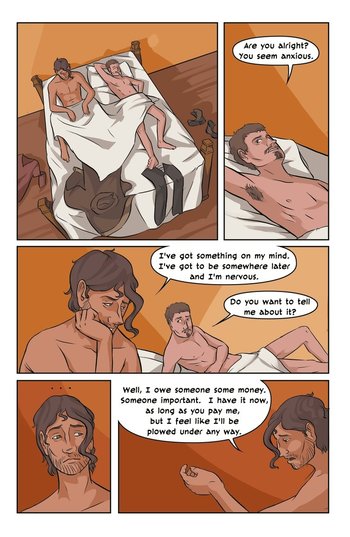 Are you alright?
You seem anxious.
I've got something on my mind.
I've got to be somewhere later
and I'm nervous.
Do you want to tell
me about it?
...
Well, I owe someone some money.
Someone important. I have it now,
as long as you pay me,
but I feel like I'll be
plowed under any way.